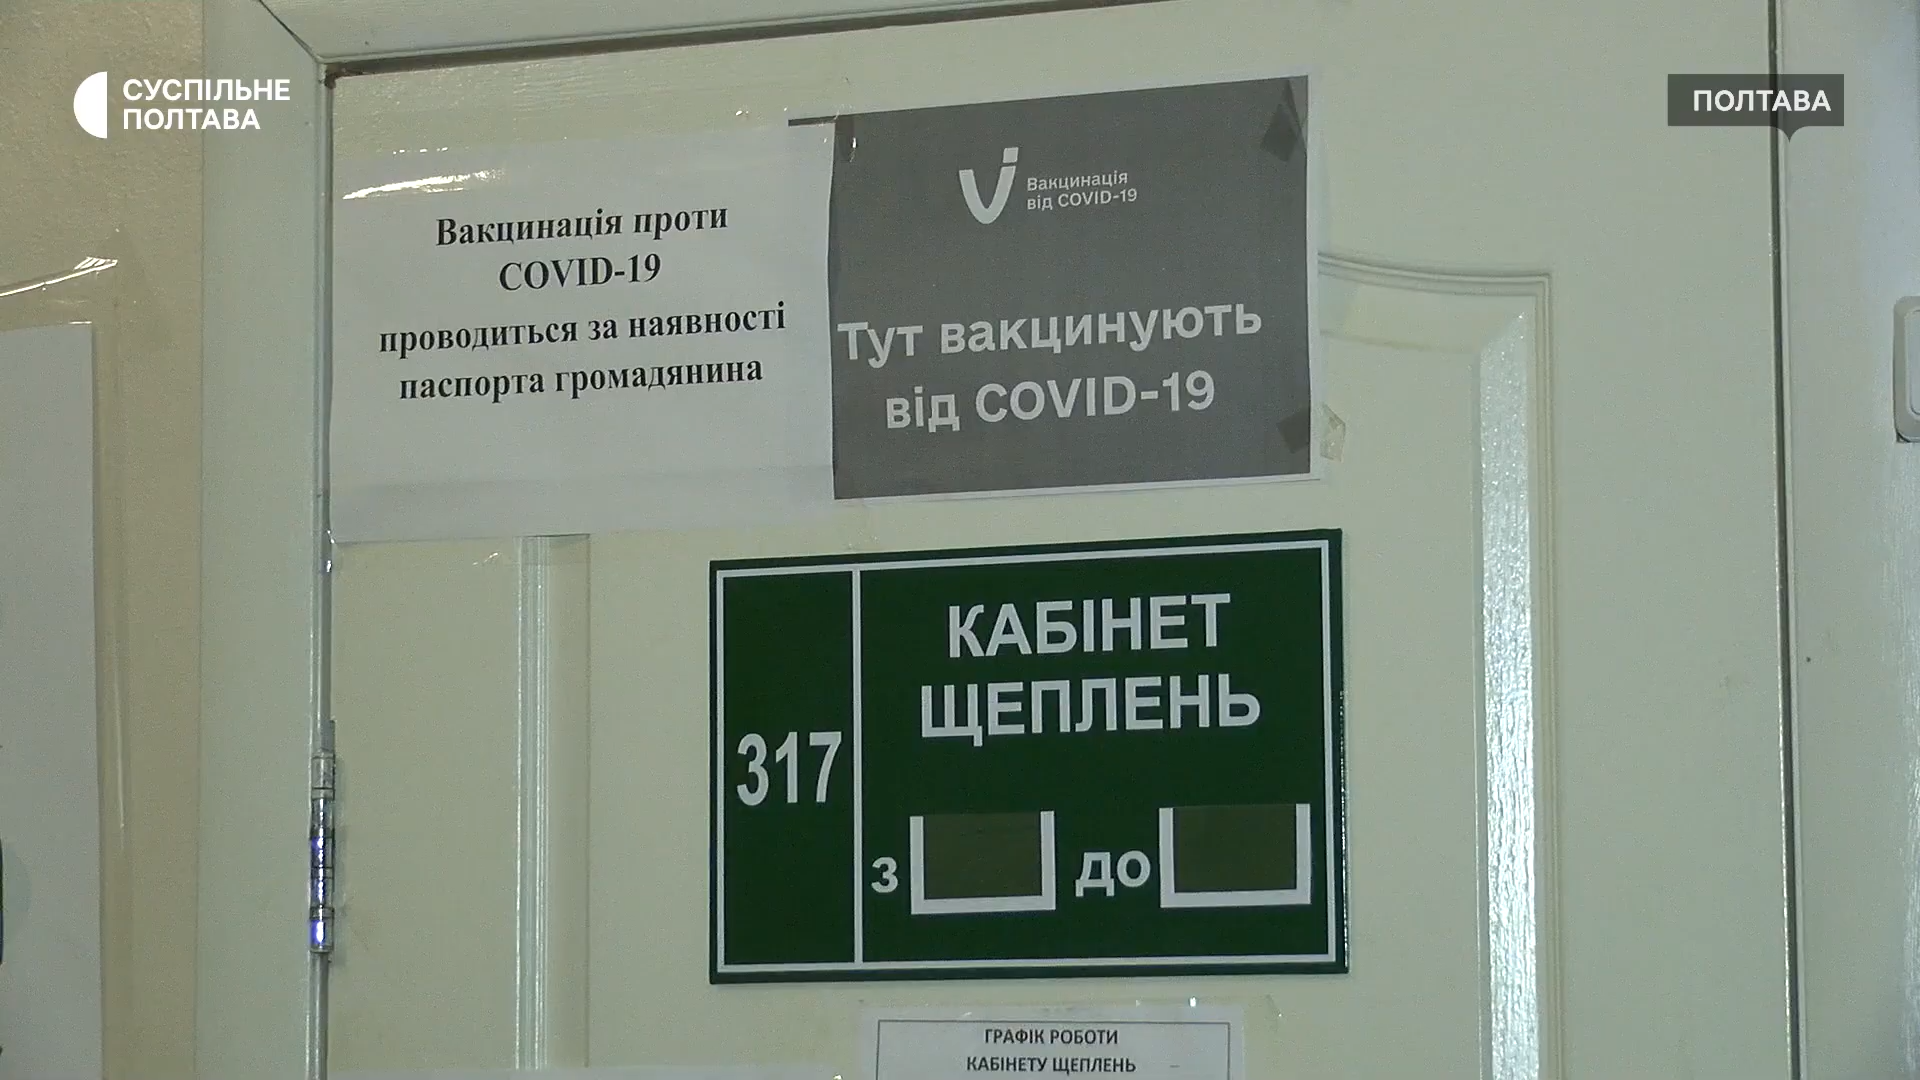 СУСПІЛЬНЕ
ПОЛТАВА
ПОЛТАВА
Вакцинація проти
COVID-19
проводиться за наявності
паспорта громадянина
Вакцинація
від COVID-19
Тут вакцинують
від COVID-19
317
КАБІНЕТ
ЩЕПЛЕНЬ
з до
ГРАФІК РОБОТИ
КАБІНЕТУ ЩЕПЛЕНЬ